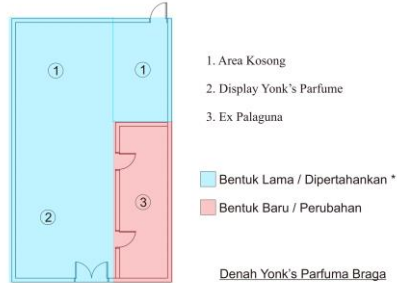 1
1
2
3
1. Area Kosong
2. Display Yonk's Parfume
3. Ex Palaguna
Bentuk Lama / Dipertahankan *
Bentuk Baru / Perubahan
Denah Yonk's Parfuma Braga